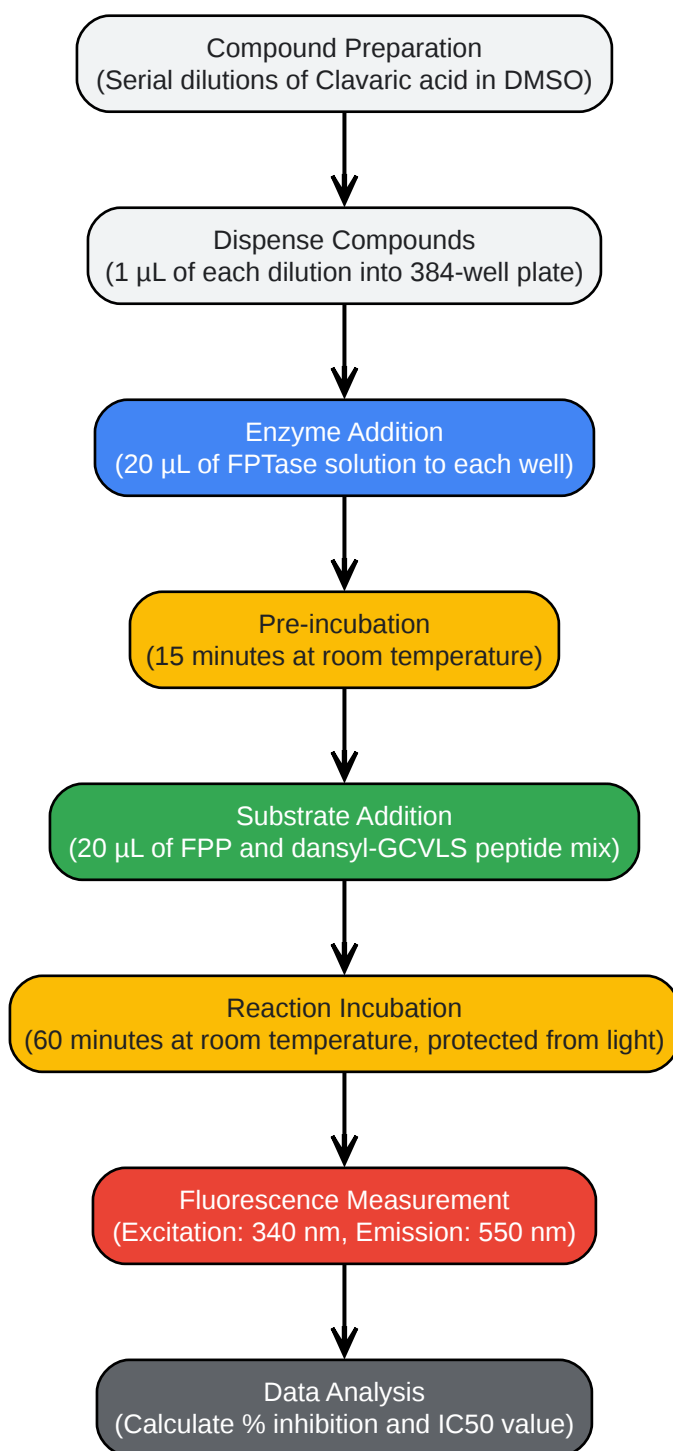 Compound Preparation
(Serial dilutions of Clavaric acid in DMSO)
Dispense Compounds
(1 µL of each dilution into 384-well plate)
Enzyme Addition
(20 µL of FPTase solution to each well)
Pre-incubation
(15 minutes at room temperature)
Substrate Addition
(20 µL of FPP and dansyl-GCVLS peptide mix)
Reaction Incubation
(60 minutes at room temperature, protected from light)
Fluorescence Measurement
(Excitation: 340 nm, Emission: 550 nm)
Data Analysis
(Calculate % inhibition and IC50 value)